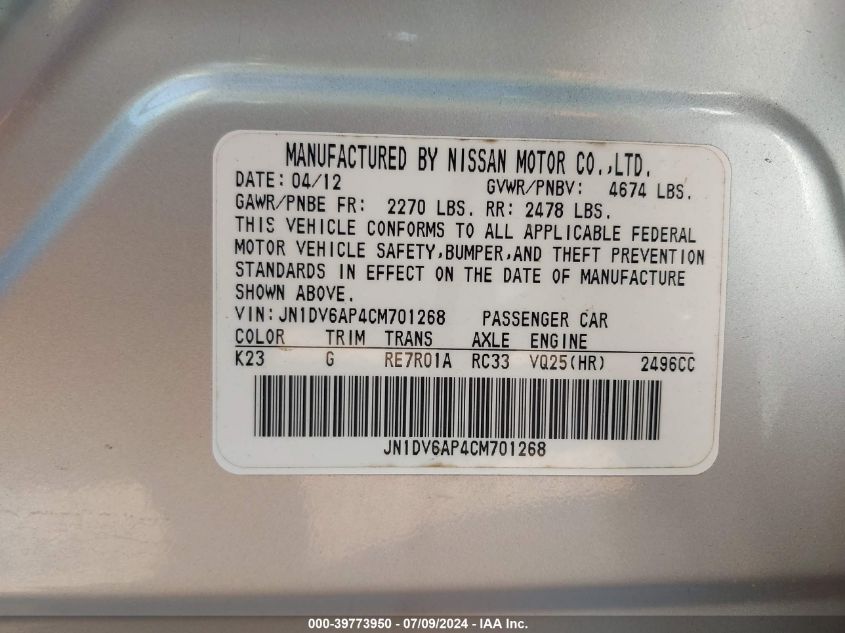 MANUFACTURED BY NISSAN MOTOR CO.,LTD.
DATE: 04/12 GVWR/PNBV: 4674 LBS.
GAWR/PNBE FR: 2270 LBS. RR: 2478 LBS.
THIS VEHICLE CONFORMS TO ALL APPLICABLE FEDERAL
MOTOR VEHICLE SAFETY,BUMPER,AND THEFT PREVENTION
STANDARDS IN EFFECT ON THE DATE OF MANUFACTURE
SHOWN ABOVE.
VIN:JN1DV6AP4CM701268 PASSENGER CAR
COLOR TRIM TRANS AXLE ENGINE
K23 G RE7R01A RC33 VQ25(HR) 2496CC
JN1DV6AP4CM701268
000-39773950 - 07/09/2024 - IAA Inc.